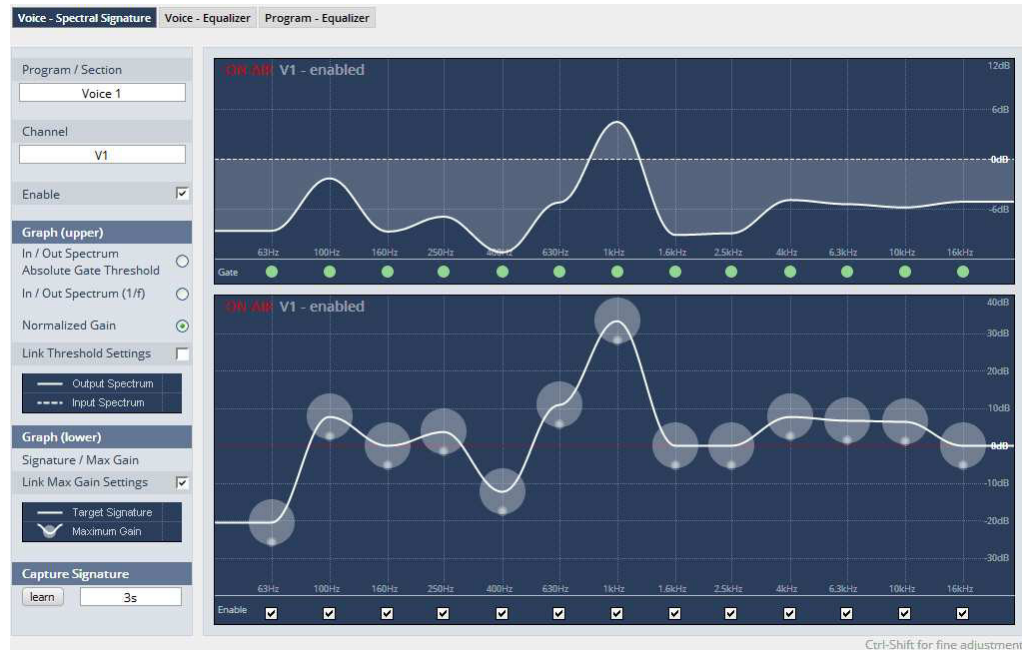 Voice - Spectral Signature Voice - Equalizer Program - Equalizer
Program / Section
Voice 1
Channel
V1
Enable
Graph (upper)
In / Out Spectrum
Absolute Gate Threshold
In / Out Spectrum (1/f)
Normalized Gain
Link Threshold Settings
Output Spectrum
Input Spectrum
Graph (lower)
Signature / Max Gain
Link Max Gain Settings
Target Signature
Maximum Gain
Capture Signature
learn 3s
ON AIR V1 - enabled
12dB
6dB
0dB
-6dB
63Hz 100Hz 160Hz 250Hz 400Hz 630Hz 1kHz 1.6kHz 2.5kHz 4kHz 6.3kHz 10kHz 16kHz
Gate
ON AIR V1 - enabled
40dB
30dB
20dB
10dB
0dB
-10dB
-20dB
-30dB
63Hz 100Hz 160Hz 250Hz 400Hz 630Hz 1kHz 1.6kHz 2.5kHz 4kHz 6.3kHz 10kHz 16kHz
Enable
Ctrl-Shift for fine adjustment